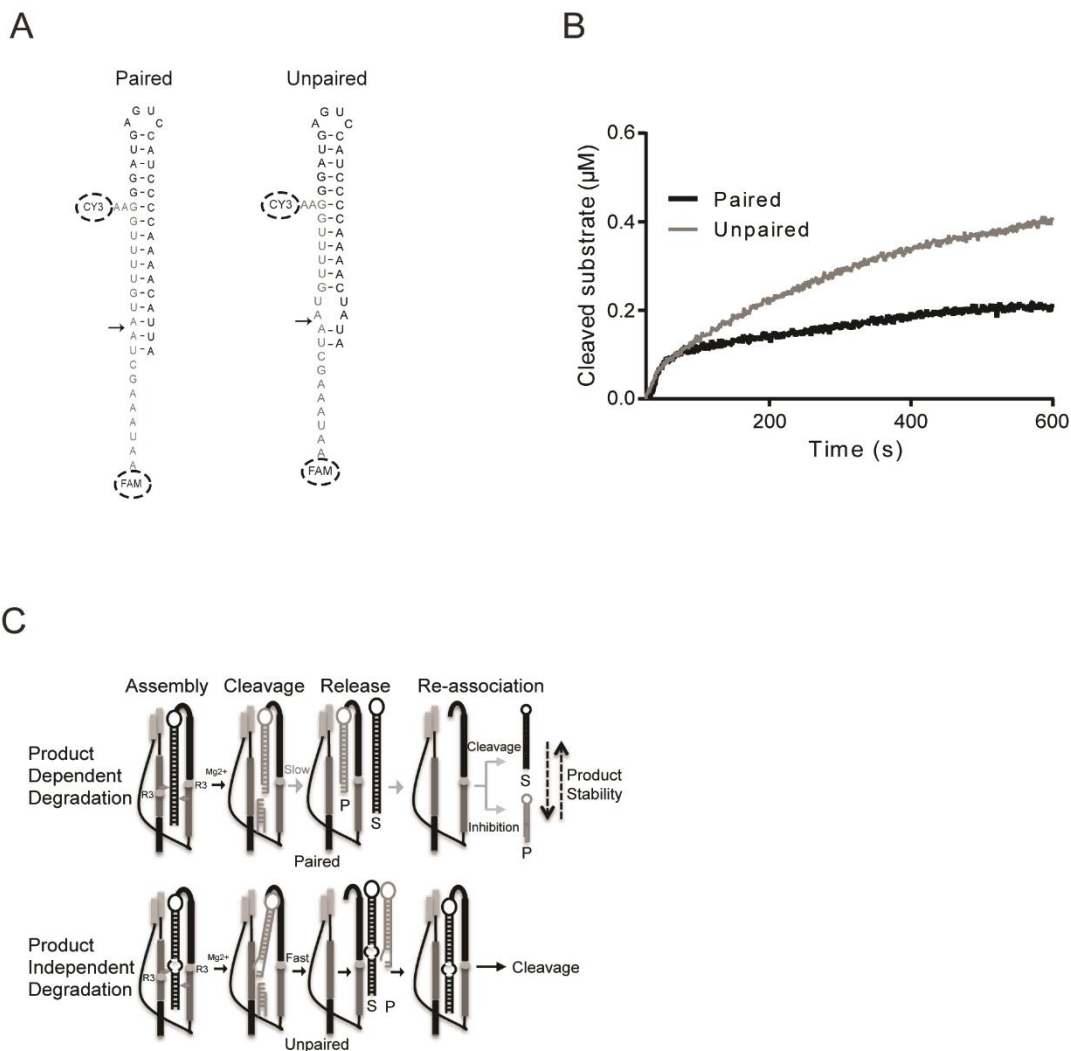 A
Paired
Unpaired
G U
A C
CY3
FAM
G U
A C
CY3
FAM
B
Cleaved substrate (µM)
0.6
0.4
0.2
0.0
Paired
Unpaired
200
400
600
Time (s)
C
Assembly
Cleavage
Release
Re-association
Product
Dependent
Degradation
R3
R3
Mg2+
Slow
P
S
Cleavage
S
Inhibition
P
Product
Stability
Paired
Product
Independent
Degradation
R3
R3
Mg2+
Fast
S
P
Cleavage
Unpaired